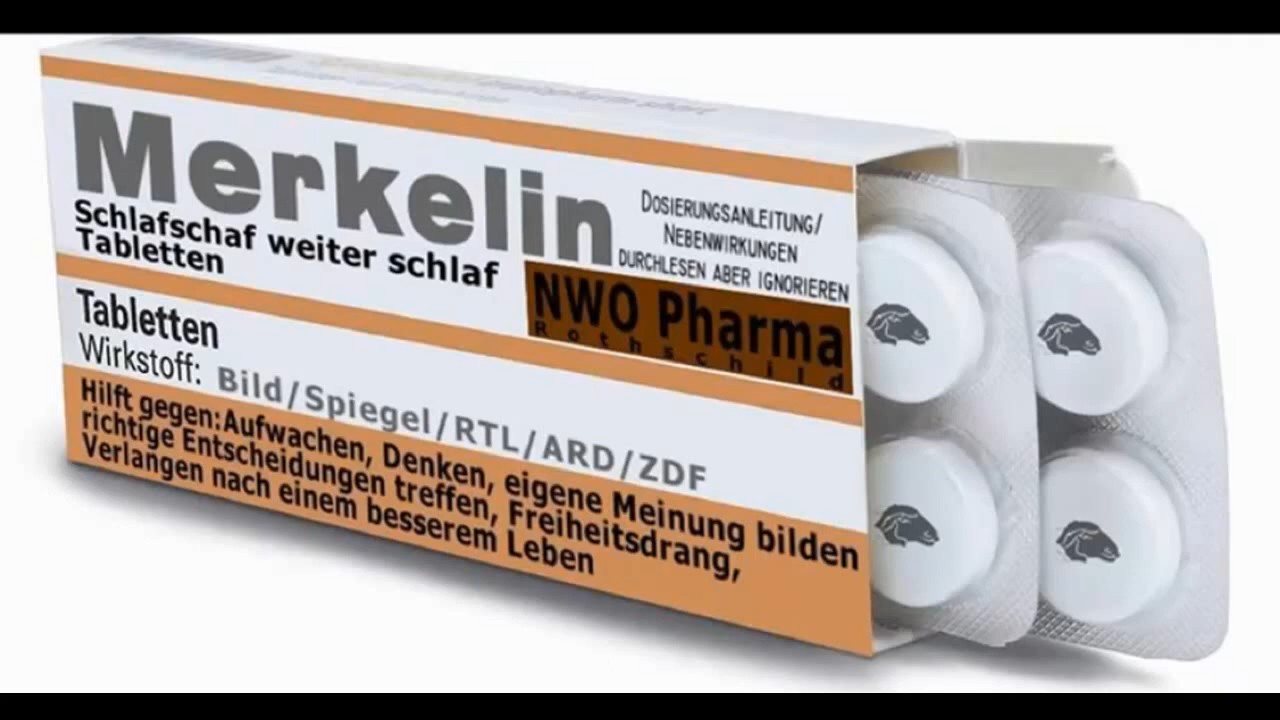 Merkelin
Schlafschaf weiter schlaf
Tabletten
DOSIERUNGSANLEITUNG/
NEBENWIRKUNGEN
DURCHLESEN ABER IGNORIEREN
NWO Pharma
Rothschild
Tabletten
Wirkstoff: Bild/Spiegel/RTL/ARD/ZDF
Hilft gegen:Aufwachen, Denken, eigene Meinung bilden
richtige Entscheidungen treffen, Freiheitsdrang,
Verlangen nach einem besserem Leben